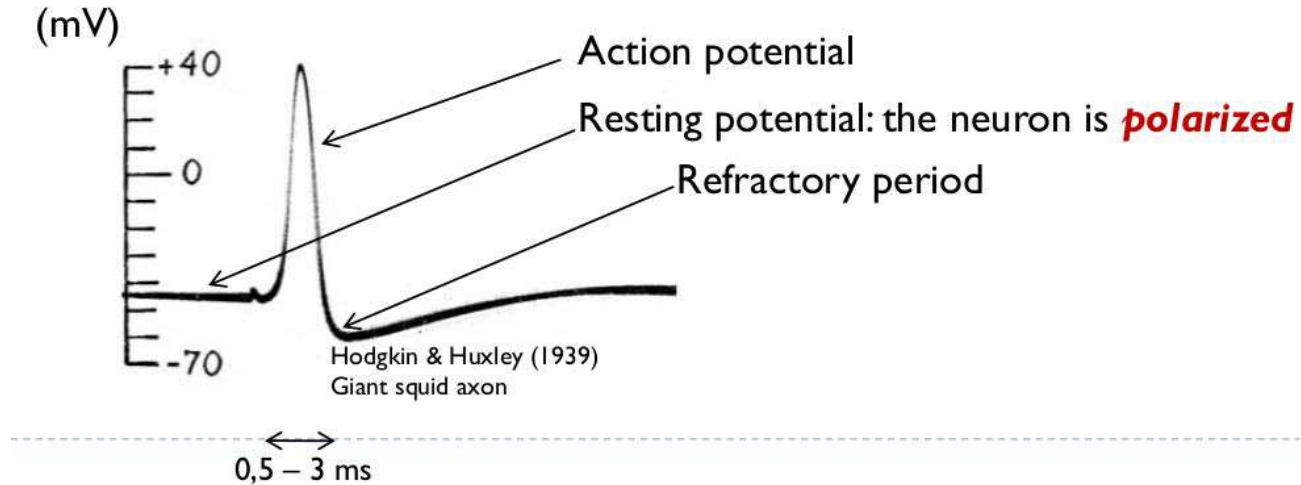 (mV)
+40
Action potential
Resting potential: the neuron is polarized
0
Refractory period
-70
Hodgkin & Huxley (1939)
Giant squid axon
0,5 – 3 ms